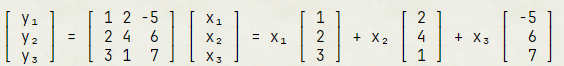 [ y₁ ] [ 1 2 -5 ] [ x₁ ] [ 1 ] [ 2 ] [ -5 ]
[ y₂ ] = [ 2 4 6 ] [ x₂ ] = x₁ [ 2 ] + x₂ [ 4 ] + x₃ [ 6 ]
[ y₃ ] [ 3 1 7 ] [ x₃ ] [ 3 ] [ 1 ] [ 7 ]